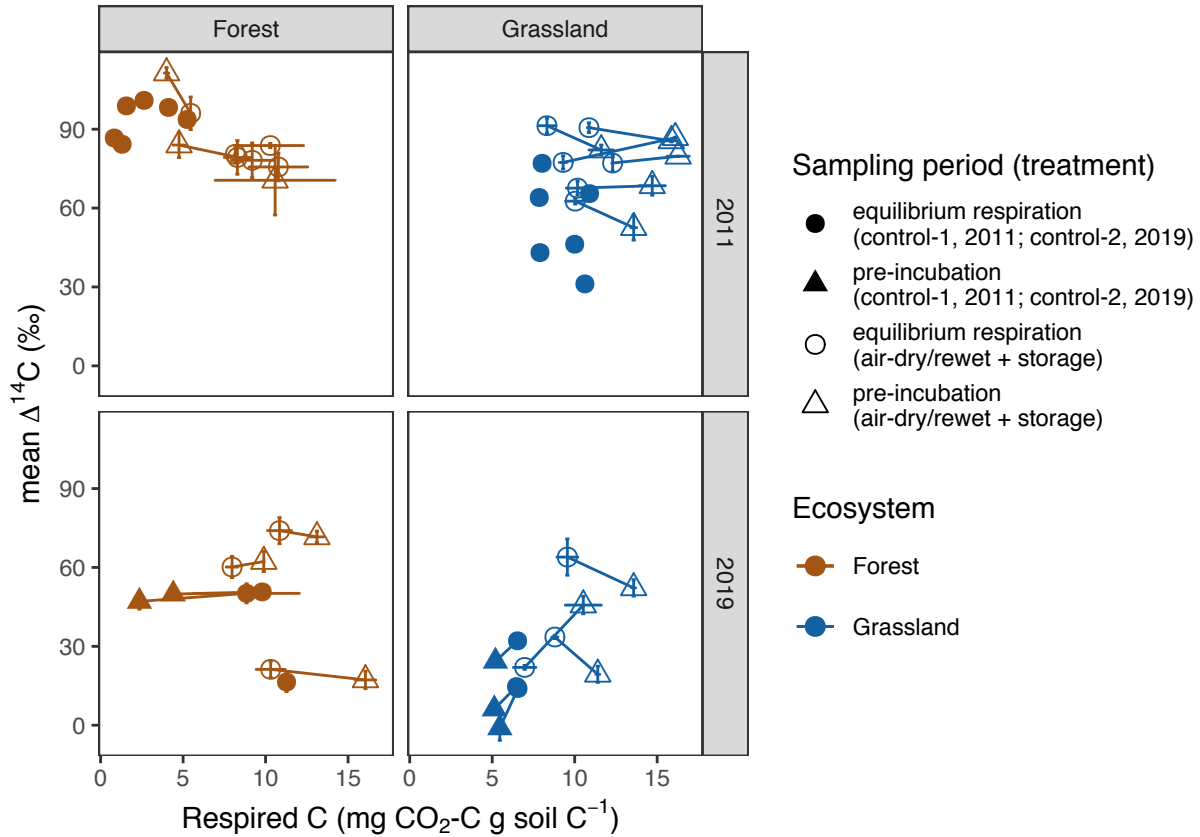 Forest
Grassland
90
60
30
0
2011
90
60
30
0
2019
0
5
10
15
0
5
10
15
mean Δ¹⁴C (‰)
Respired C (mg CO₂-C g soil C⁻¹)
Sampling period (treatment)
equilibrium respiration
(control-1, 2011; control-2, 2019)
pre-incubation
(control-1, 2011; control-2, 2019)
equilibrium respiration
(air-dry/rewet + storage)
pre-incubation
(air-dry/rewet + storage)
Ecosystem
Forest
Grassland